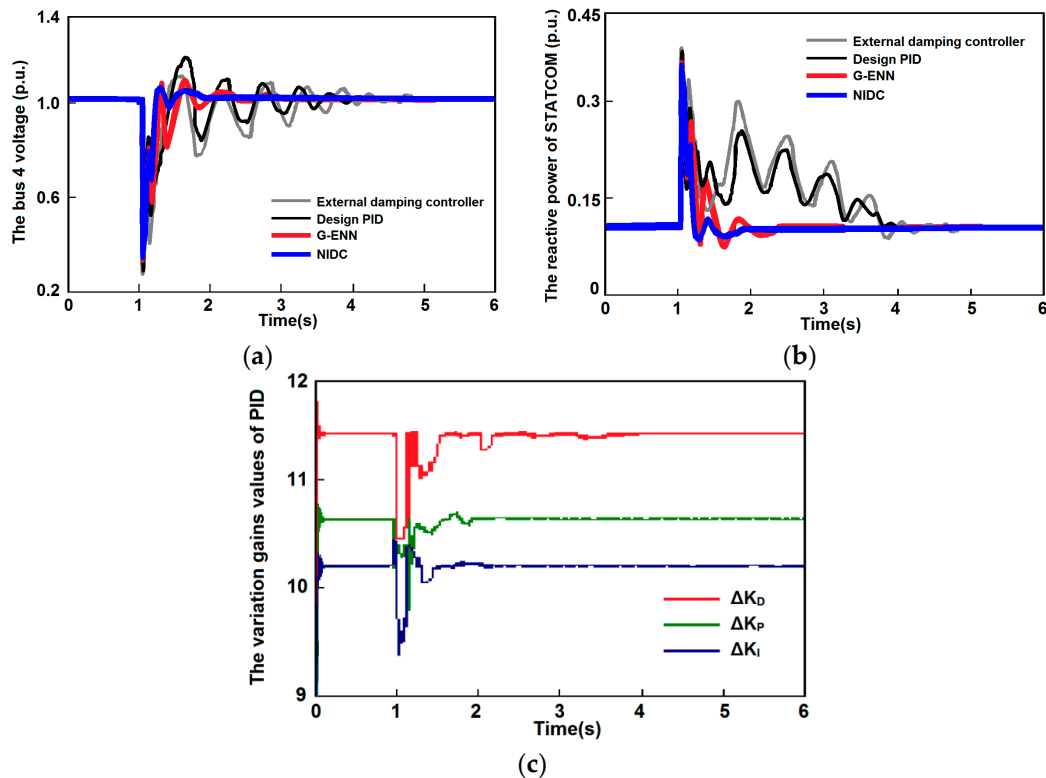 The bus 4 voltage (p.u.)
1.4
1.0
0.6
0.2
External damping controller
Design PID
G-ENN
NIDC
0 1 2 3 4 5 6
Time(s)
(a)
The reactive power of STATCOM (p.u.)
0.45
0.3
0.15
0
External damping controller
Design PID
G-ENN
NIDC
0 1 2 3 4 5 6
Time(s)
(b)
The variation gains values of PID
12
11
10
9
ΔKD
ΔKP
ΔKI
0 1 2 3 4 5 6
Time(s)
(c)